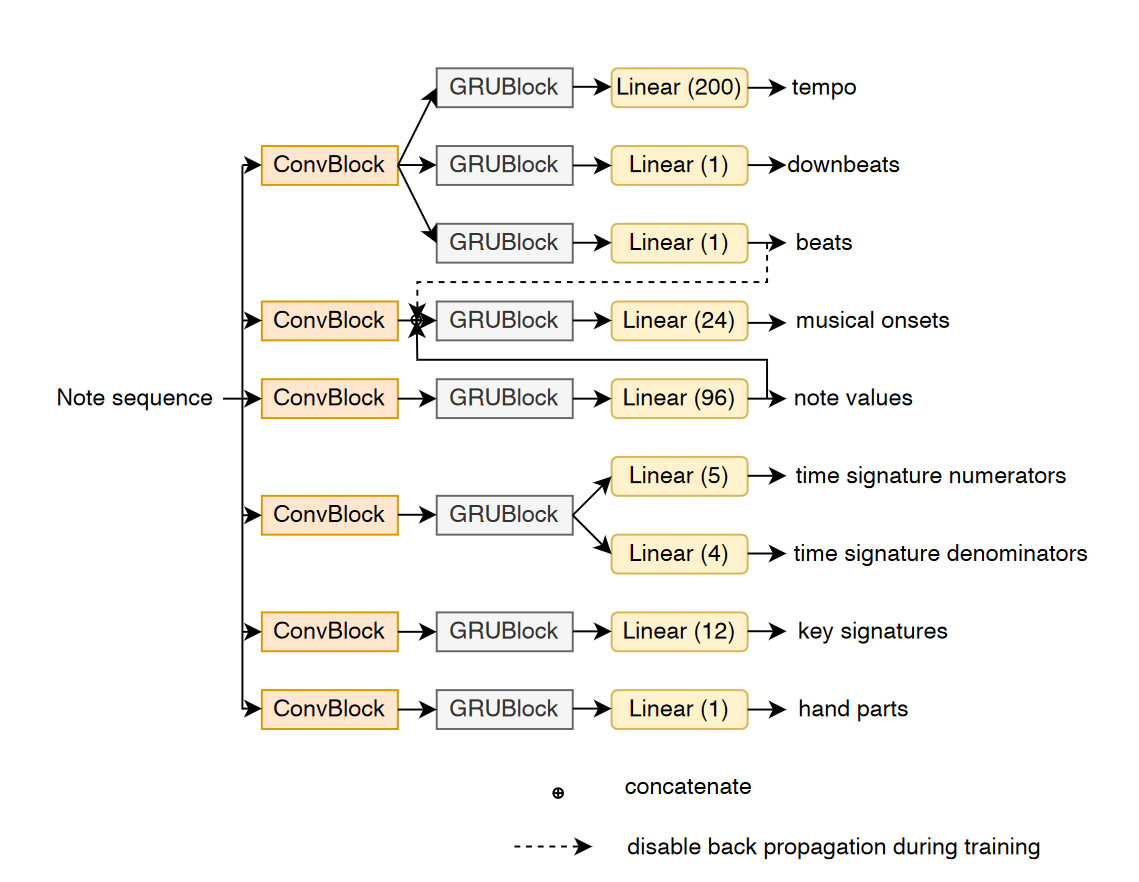 GRUBlock Linear (200) tempo
ConvBlock GRUBlock Linear (1) downbeats
GRUBlock Linear (1) beats
ConvBlock GRUBlock Linear (24) musical onsets
Note sequence ConvBlock GRUBlock Linear (96) note values
Linear (5) time signature numerators
ConvBlock GRUBlock
Linear (4) time signature denominators
ConvBlock GRUBlock Linear (12) key signatures
ConvBlock GRUBlock Linear (1) hand parts
concatenate
disable back propagation during training